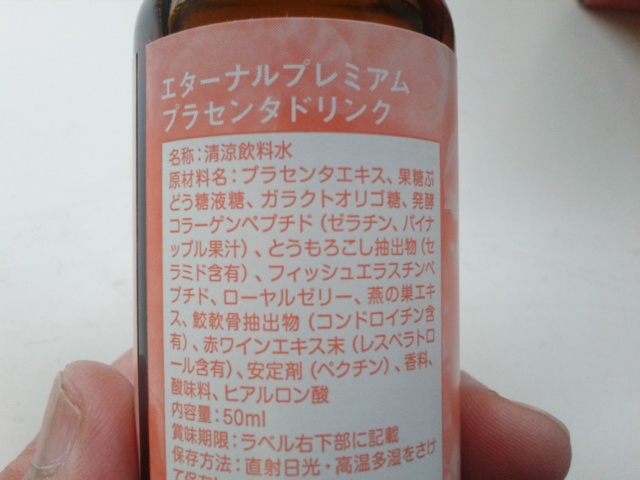 エターナルプレミアム
プラセンタドリンク
名称：清涼飲料水
原材料名：プラセンタエキス、果糖ぶ
どう糖液糖、ガラクトオリゴ糖、発酵
コラーゲンペプチド（ゼラチン、パイナ
ップル果汁）、とうもろこし抽出物（セ
ラミド含有）、フィッシュエラスチンペ
プチド、ローヤルゼリー、燕の巣エキ
ス、鮫軟骨抽出物（コンドロイチン含
有）、赤ワインエキス末（レスベラトロ
ール含有）、安定剤（ペクチン）、香料、
酸味料、ヒアルロン酸
内容量：50ml
賞味期限：ラベル右下部に記載
保存方法：直射日光・高温多湿をさけ